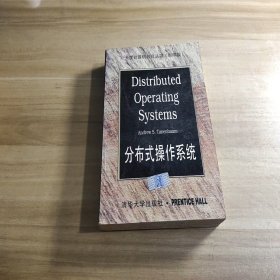 Distributed
Operating
Systems
Andrew S. Tanenbaum
分布式操作系统
清华大学出版社 · PRENTICE HALL